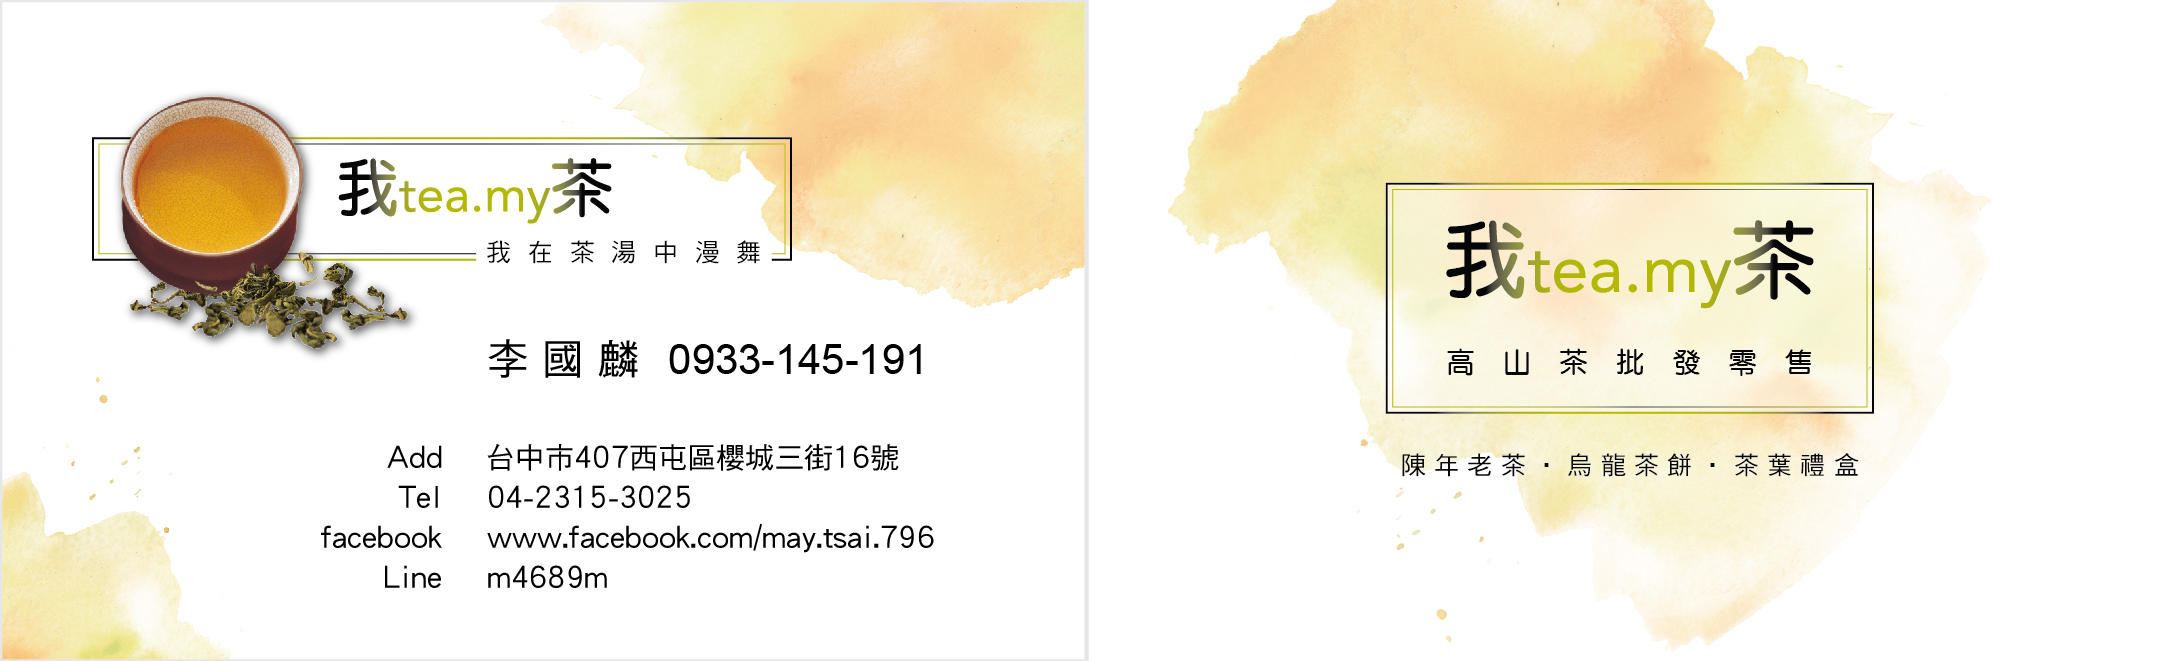 我tea.my茶
我在茶湯中漫舞
李國麟 0933-145-191
Add 台中市407西屯區櫻城三街16號
Tel 04-2315-3025
facebook www.facebook.com/may.tsai.796
Line m4689m
我tea.my茶
高山茶批發零售
陳年老茶・烏龍茶餅・茶葉禮盒